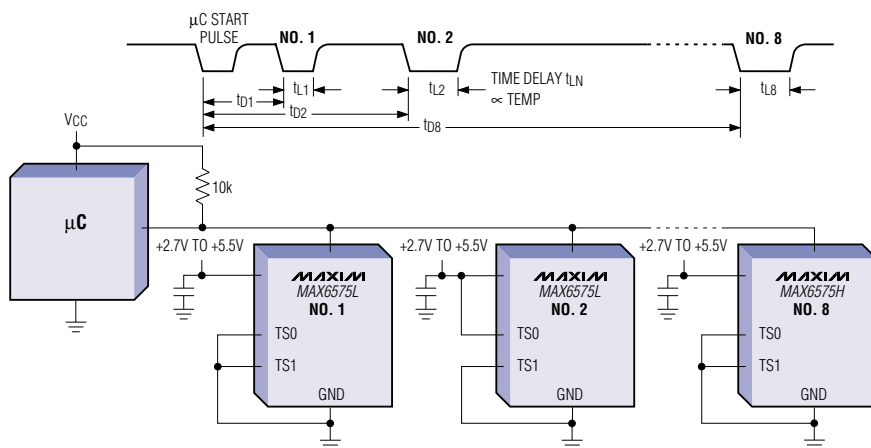 µC START
PULSE
NO. 1
NO. 2
NO. 8
tL1
tL2
TIME DELAY tLN
∝ TEMP
tL8
tD1
tD2
tD8
VCC
10k
µC
+2.7V TO +5.5V
+2.7V TO +5.5V
+2.7V TO +5.5V
MAXIM
MAX6575L
NO. 1
TS0
TS1
GND
MAXIM
MAX6575L
NO. 2
TS0
TS1
GND
MAXIM
MAX6575H
NO. 8
TS0
TS1
GND